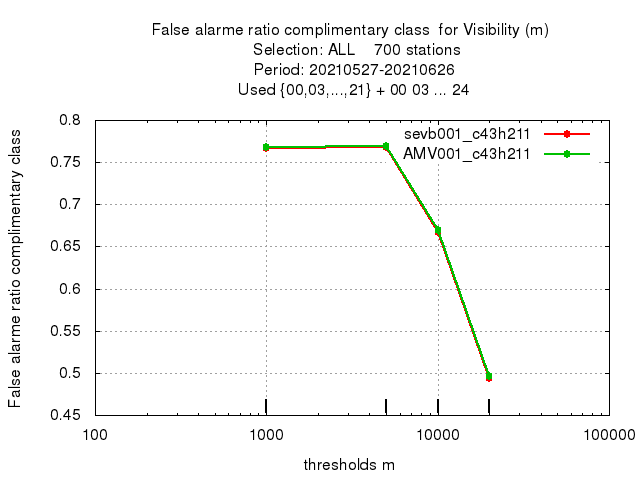 False alarme ratio complimentary class  for Visibility (m)
Selection: ALL    700 stations
Period: 20210527-20210626
Used {00,03,...,21} + 00 03 ... 24
False alarme ratio complimentary class
0.8
0.75
0.7
0.65
0.6
0.55
0.5
0.45
sevb001_c43h211
AMV001_c43h211
100
1000
10000
100000
thresholds m